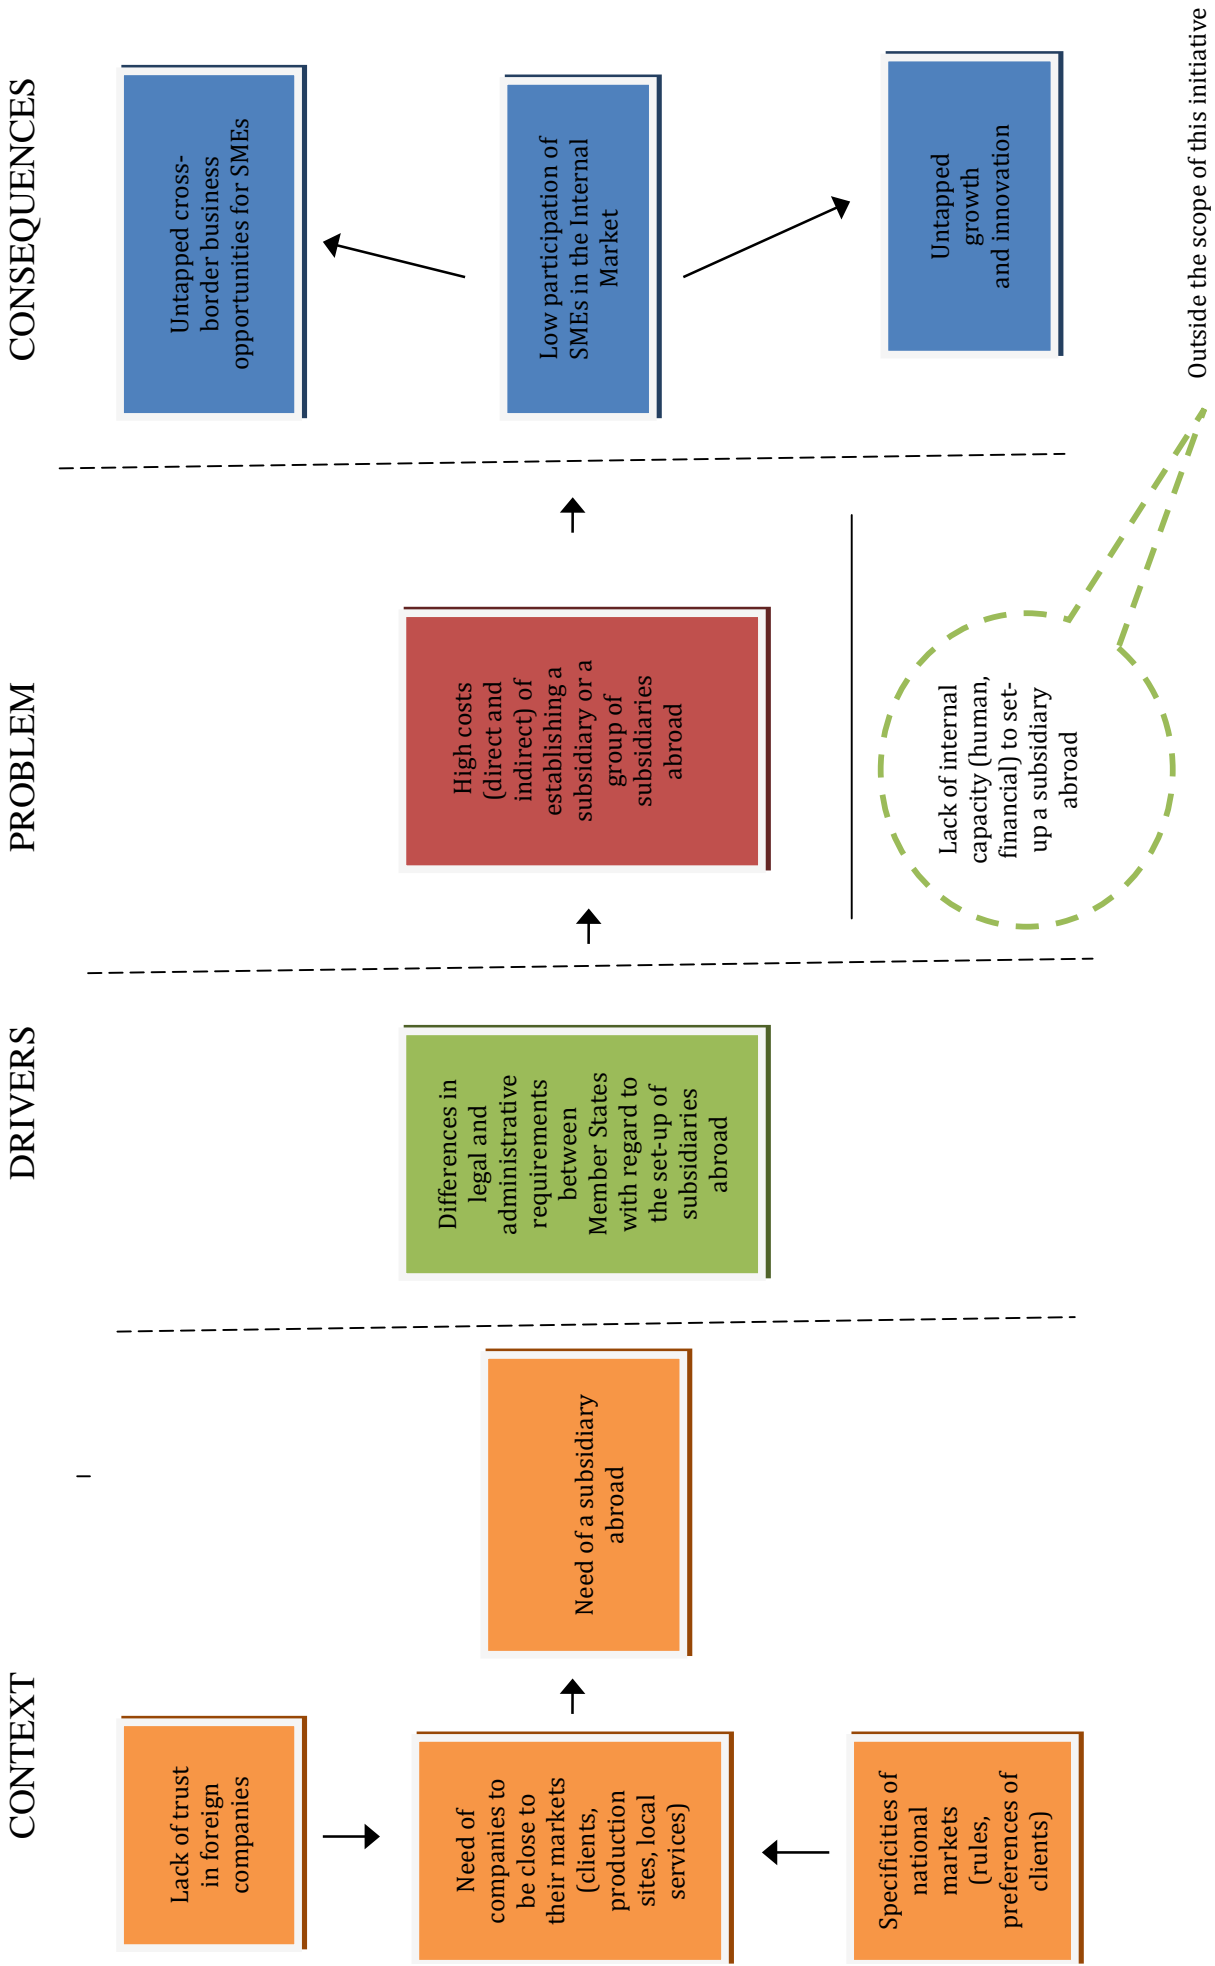 CONTEXT
DRIVERS
PROBLEM
CONSEQUENCES
Lack of trust
in foreign
companies
Need of
companies to
be close to
their markets
(clients,
production
sites, local
services)
Specificities of
national
markets
(rules,
preferences of
clients)
Need of a subsidiary
abroad
Differences in
legal and
administrative
requirements
between
Member States
with regard to
the set-up of
subsidiaries
abroad
High costs
(direct and
indirect) of
establishing a
subsidiary or a
group of
subsidiaries
abroad
Lack of internal
capacity (human,
financial) to set-
up a subsidiary
abroad
Untapped cross-
border business
opportunities for SMEs
Low participation of
SMEs in the Internal
Market
Untapped
growth
and innovation
Outside the scope of this initiative